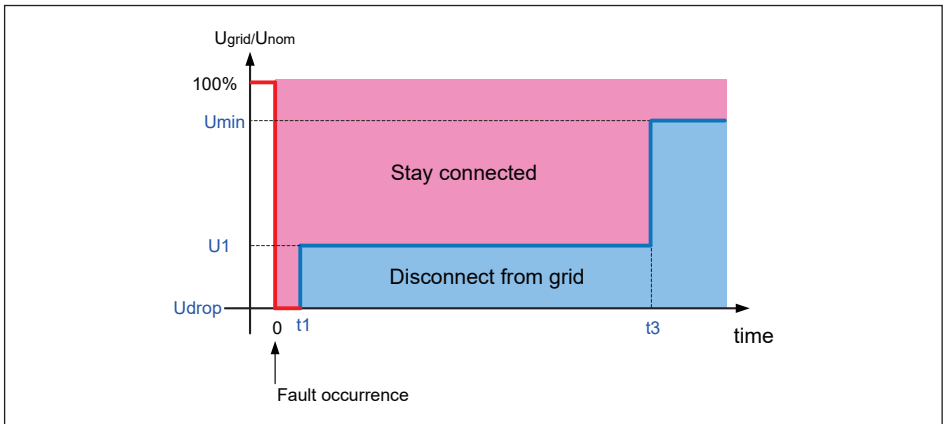 Ugrid/Unom
100%
Umin
Stay connected
U1
Disconnect from grid
Udrop
0
t1
t3
time
Fault occurrence